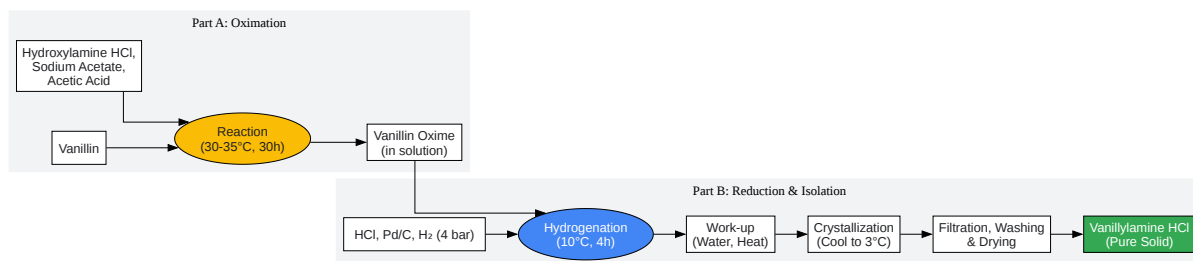 Part A: Oximation
Hydroxylamine HCl,
Sodium Acetate,
Acetic Acid
Vanillin
Reaction
(30-35°C, 30h)
Vanillin Oxime
(in solution)
Part B: Reduction & Isolation
HCl, Pd/C, H₂ (4 bar)
Hydrogenation
(10°C, 4h)
Work-up
(Water, Heat)
Crystallization
(Cool to 3°C)
Filtration, Washing
& Drying
Vanillylamine HCl
(Pure Solid)